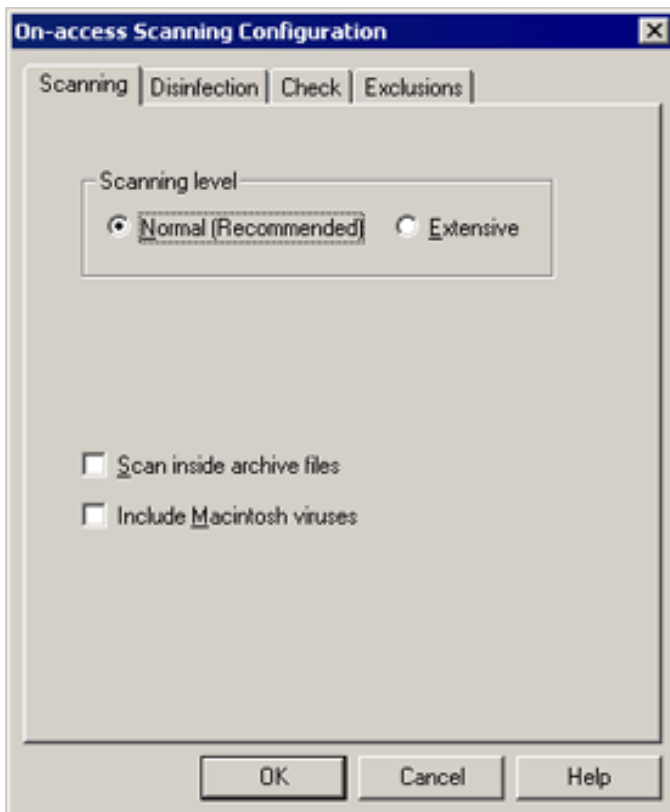 On-access Scanning Configuration
Scanning Disinfection Check Exclusions
Scanning level
Normal (Recommended) Extensive
Scan inside archive files
Include Macintosh viruses
OK Cancel Help